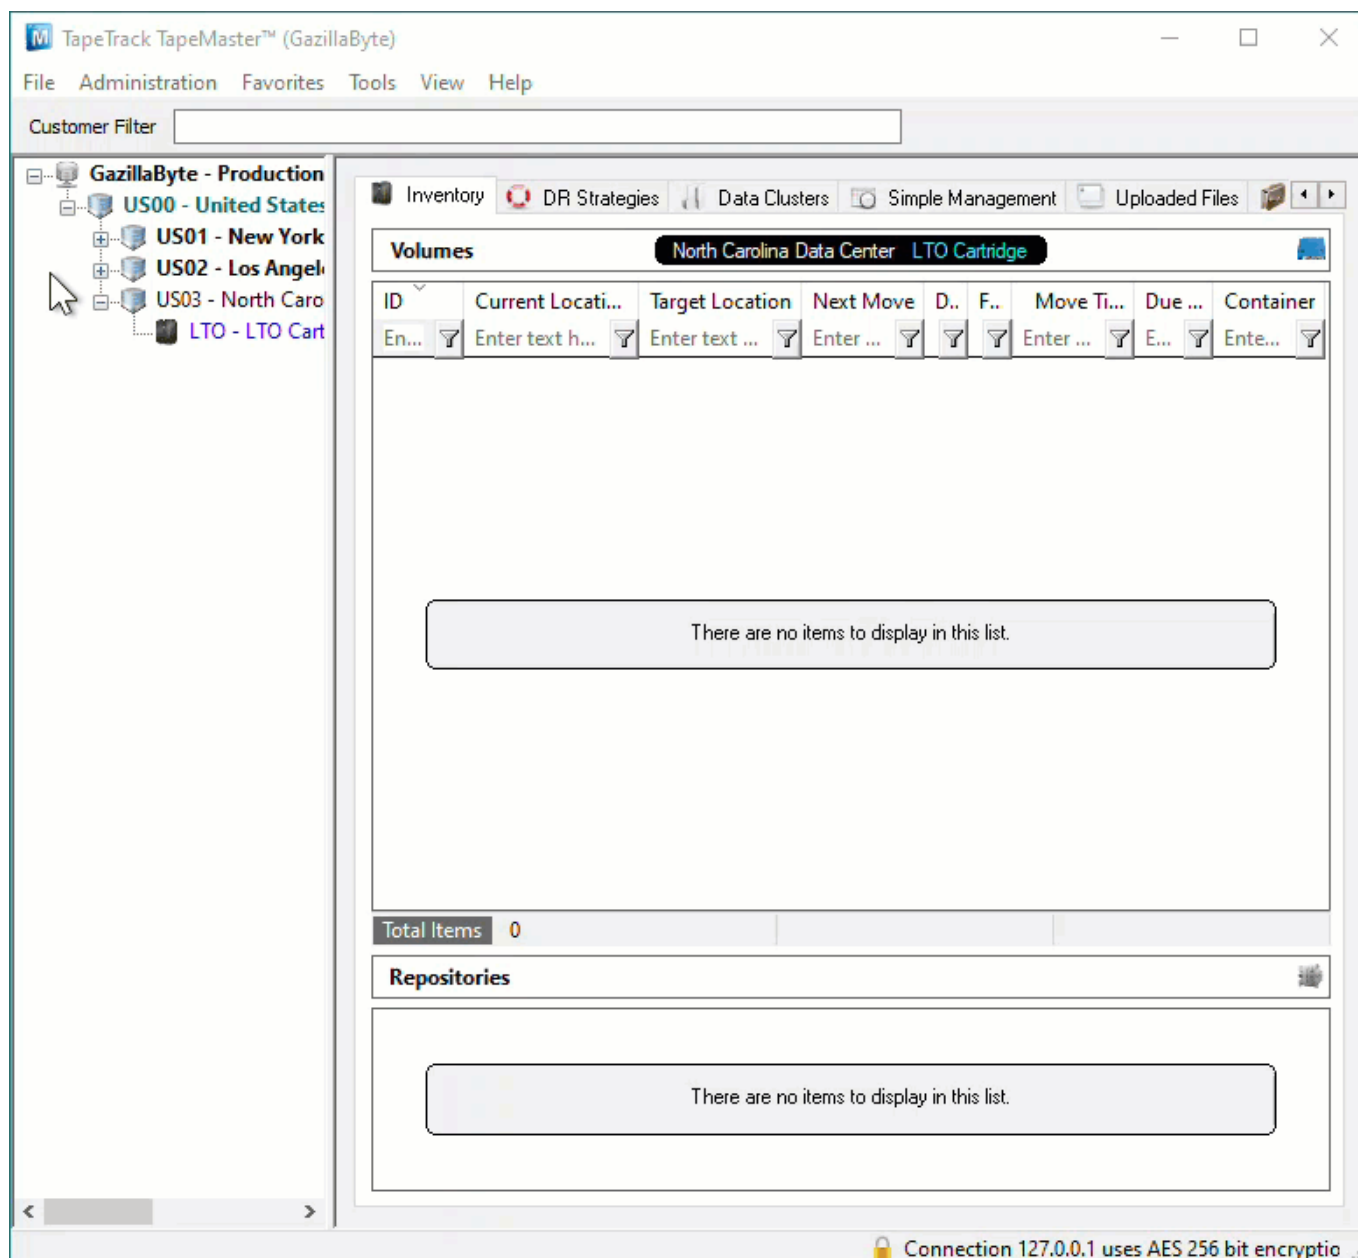 TapeTrack TapeMaster™ (GazillaByte)
File Administration Favorites Tools View Help
Customer Filter
GazillaByte - Production
US00 - United States
US01 - New York
US02 - Los Angel
US03 - North Caro
LTO - LTO Cart
Inventory DR Strategies Data Clusters Simple Management Uploaded Files
Volumes North Carolina Data Center LTO Cartridge
ID Current Locati... Target Location Next Move D.. F.. Move Ti... Due ... Container
En... Enter text h... Enter text ... Enter ... Enter ... E... Ente...
There are no items to display in this list.
Total Items 0
Repositories
There are no items to display in this list.
Connection 127.0.0.1 uses AES 256 bit encryptio